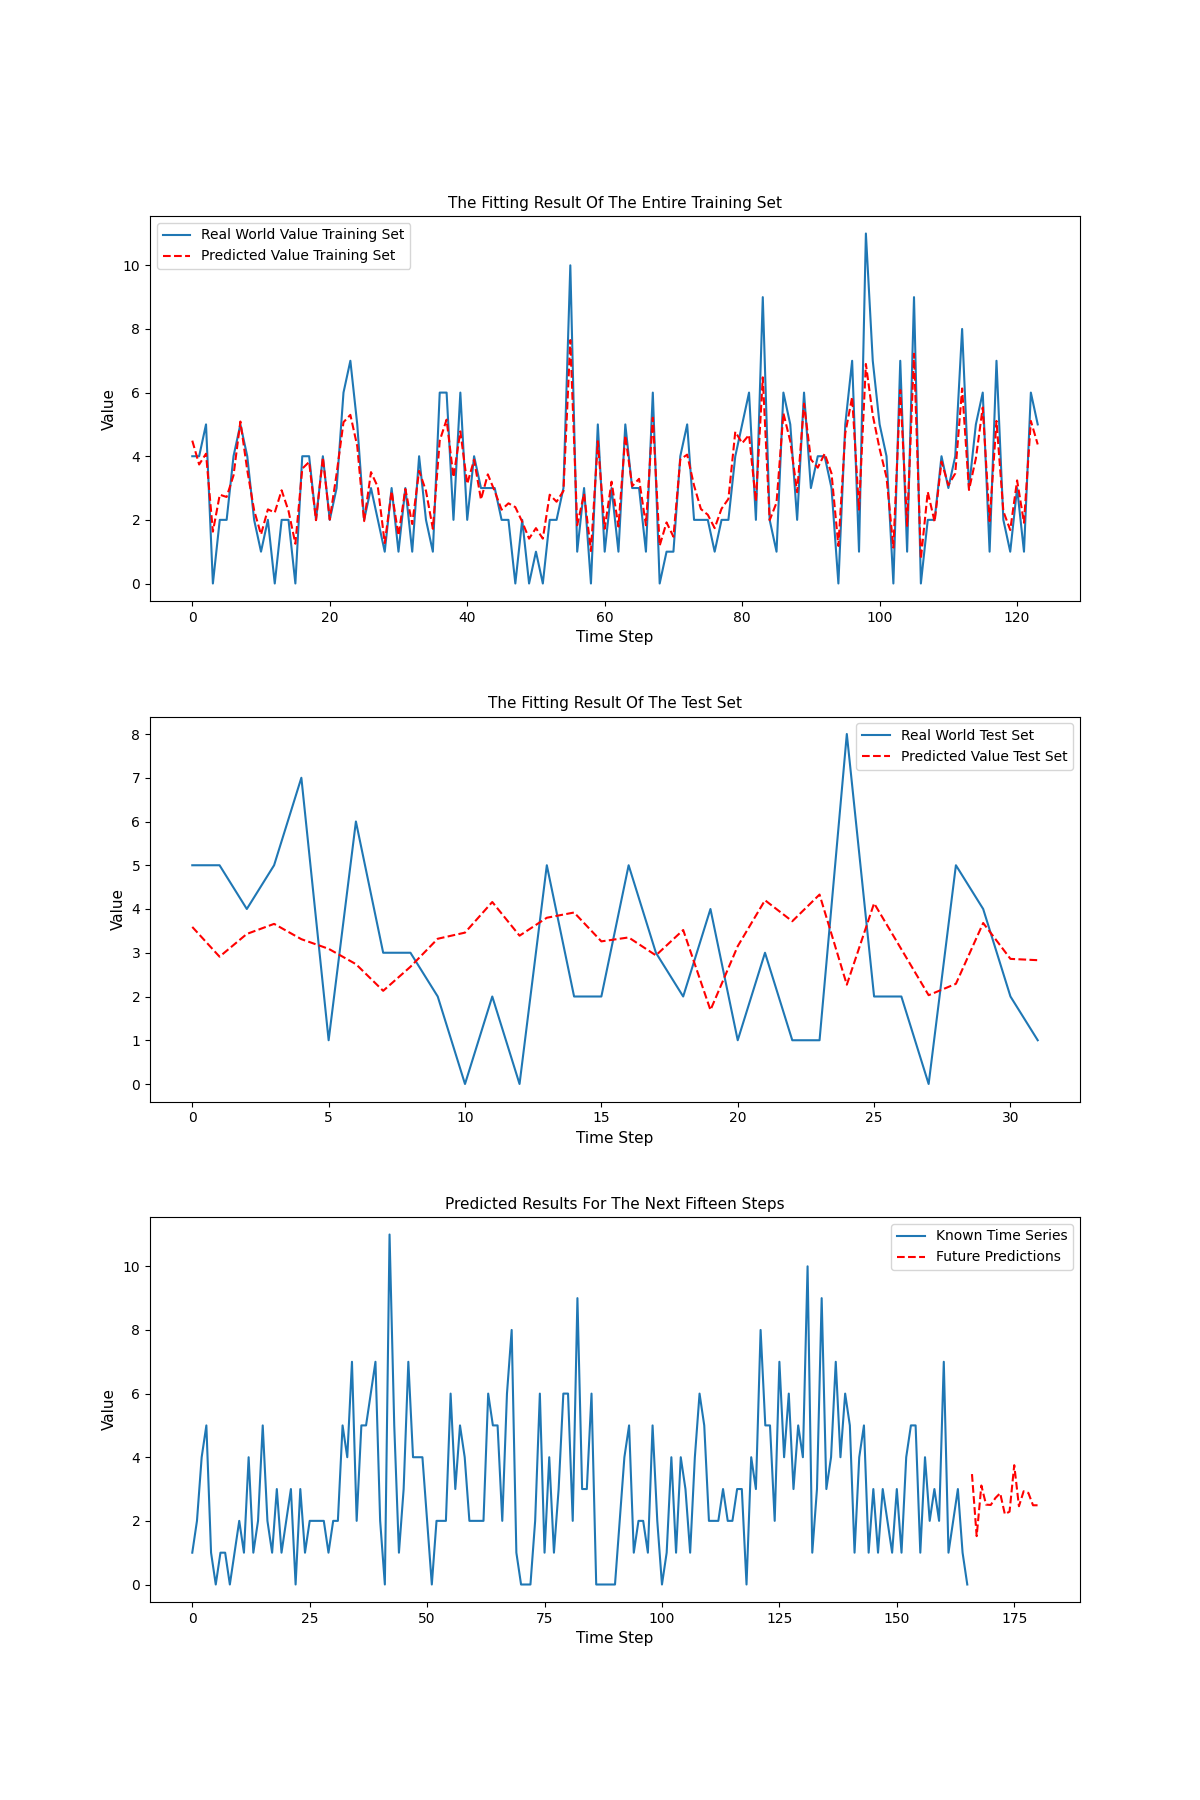 The Fitting Result Of The Entire Training Set
Real World Value Training Set
Predicted Value Training Set
Value
10
8
6
4
2
0
0 20 40 60 80 100 120
Time Step
The Fitting Result Of The Test Set
Real World Test Set
Predicted Value Test Set
Value
8
7
6
5
4
3
2
1
0
0 5 10 15 20 25 30
Time Step
Predicted Results For The Next Fifteen Steps
Known Time Series
Future Predictions
Value
10
8
6
4
2
0
0 25 50 75 100 125 150 175
Time Step